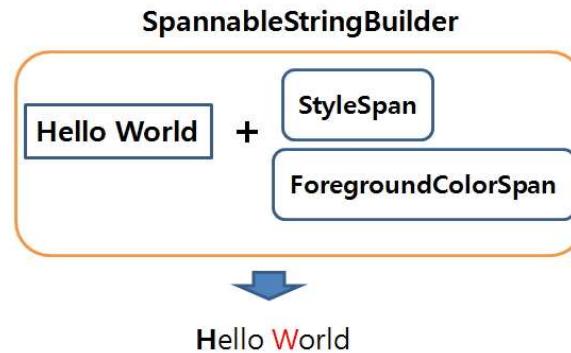 SpannableStringBuilder
Hello World
+
StyleSpan
ForegroundColorSpan
Hello World